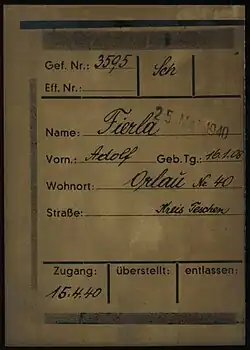 Gef. Nr.: 3595 Sch
Eff. Nr.:
25. Mai 1940
Name: Fierla
Vorn.: Adolf Geb. Tg.: 16.1.08
Wohnort: Orlau No. 40
Straße: Kreis Teschen
Zugang: überstellt: entlassen:
15.4.40